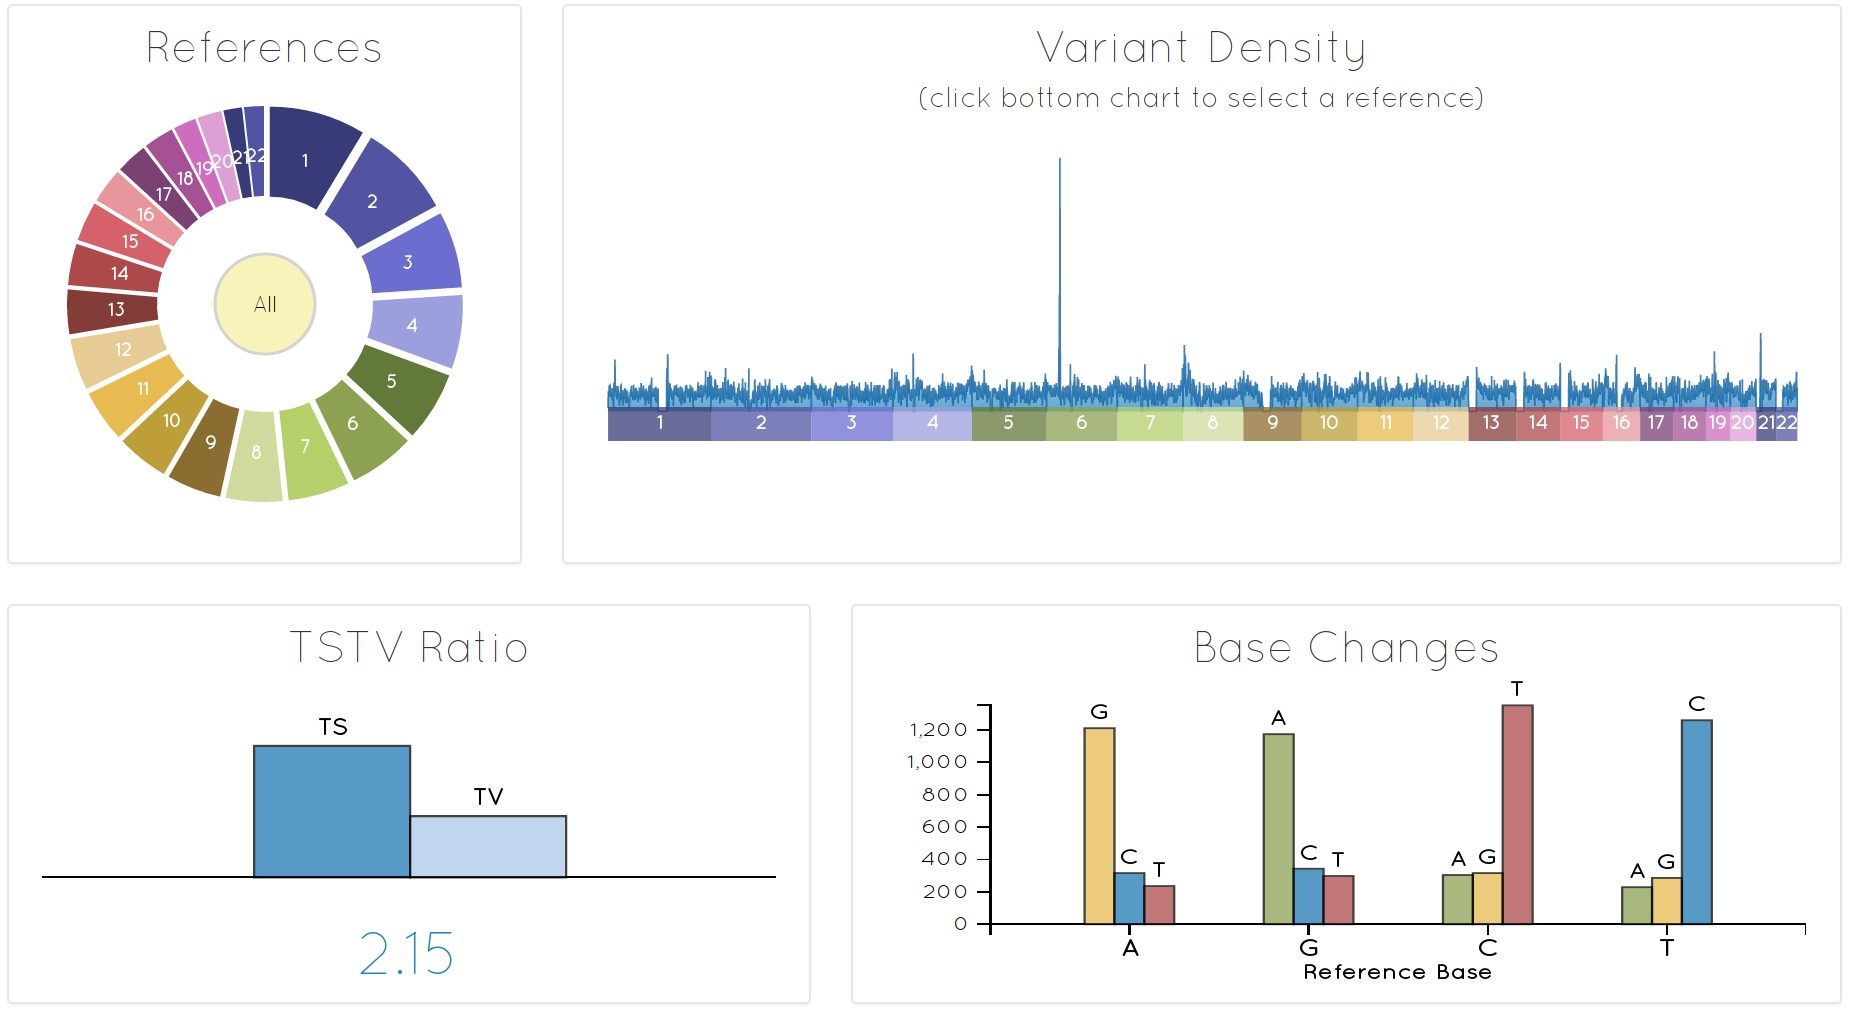 References
1
2
3
4
5
6
7
8
9
10
11
12
13
14
15
16
17
18
19
20
21
22
All
Variant Density
(click bottom chart to select a reference)
1 2 3 4 5 6 7 8 9 10 11 12 13 14 15 16 17 18 19 20 21 22
TSTV Ratio
TS
TV
2.15
Base Changes
1,200
1,000
800
600
400
200
0
G C T
A C T
A G T
A G C
A G C T
Reference Base